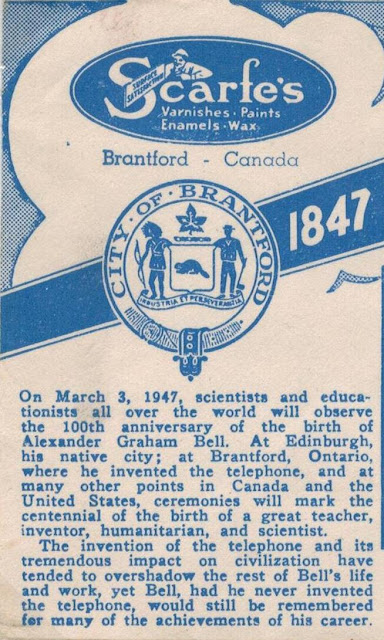 SURFACE SATISFACTION
Scarfe's
Varnishes · Paints
Enamels · Wax
Brantford - Canada
1847
CITY · OF · BRANTFORD
INDUSTRIA ET PERSEVERANTIA
On March 3, 1947, scientists and educa-
tionists all over the world will observe
the 100th anniversary of the birth of
Alexander Graham Bell. At Edinburgh,
his native city; at Brantford, Ontario,
where he invented the telephone, and at
many other points in Canada and the
United States, ceremonies will mark the
centennial of the birth of a great teacher,
inventor, humanitarian, and scientist.
The invention of the telephone and its
tremendous impact on civilization have
tended to overshadow the rest of Bell's life
and work, yet Bell, had he never invented
the telephone, would still be remembered
for many of the achievements of his career.